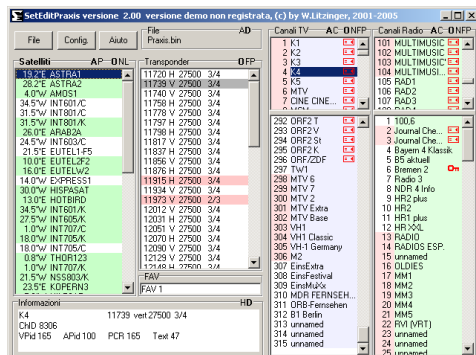 SetEditPraxis versione 2.00 versione demo non registrata, (c) by W.Litzinger, 2001-2005
File Config. Aiuto
File AD
Praxis.bin
Satelliti AP ONL
19.2°E ASTRA1
28.2°E ASTRA2
4.0°W AMOS1
34.5°W INT601/C
31.5°W INT801/C
31.5°W INT801/K
26.0°E ARAB2A
34.5°W INT603/C
21.5°E EUTEL1-F5
10.0°E EUTEL2F2
16.0°E EUTELW2
14.0°W EXPRESS1
30.0°W HISPASAT
13.0°E HOTBIRD
34.5°W INT601/K
27.5°W INT605/K
1.0°W INT707/C
18.0°W INT705/K
18.0°W INT705/C
0.8°W THOR123
1.0°W INT707/K
21.5°W NSS803/K
23.5°E KOPERN3
Transponder OFP
11720 H 27500 3/4
11739 V 27500 3/4
11740 V 27500 3/4
11758 H 27500 3/4
11778 V 27500 3/4
11797 H 27500 3/4
11798 H 27500 3/4
11817 V 27500 3/4
11837 H 27500 3/4
11856 V 27500 3/4
11876 H 27500 3/4
11915 H 27500 3/4
11934 V 27500 3/4
11973 V 27500 2/3
12012 V 27500 3/4
12031 H 27500 3/4
12051 V 27500 3/4
12070 H 27500 3/4
12090 V 27500 3/4
12129 V 27500 3/4
12148 H 27500 3/4
FAV
FAV 1
Canali TV AC ONFP
1 K1
2 K2
3 K3
4 K4
5 K5
6 MTV
7 CINE CINE...
292 ORF2 T
293 ORF2 V
294 ORF2 St
295 ORF2 K
296 ORF/ZDF
297 TW1
298 MTV 6
299 MTV 7
300 MTV 2
301 MTV Extra
302 MTV Base
303 VH1
304 VH1 Classic
305 VH-1 Germany
306 M2
307 EinsExtra
308 EinsFestival
309 EinsMuXx
310 MDR FERNSEH...
311 ORB-Fernsehen
312 B1 Berlin
313 unnamed
314 unnamed
315 unnamed
Canali Radio AC ONFP
101 MULTIMUSIC
102 MULTIMUSIC
103 MULTIMUSIC
104 MULTIMUSI...
105 RAD1
106 RAD2
107 RAD3
1 100,6
2 Journal Che...
3 Journal Che...
4 Bayern 4 Klassik
5 B5 aktuell
6 Bremen 2
7 Radio 3
8 NDR 4 Info
9 HR2 plus
10 HR2
11 HR1 plus
12 HR XXL
13 RADIO
14 RADIOS ESP.
15 unnamed
16 OLDIES
17 MM1
18 MM2
19 MM3
20 MM4
21 MM5
22 RVI (VRT)
23 unnamed
24 unnamed
25 unnamed
Informazioni HD
K4 11739 vert 27500 3/4
ChID 8306
VPid 165 APid 100 PCR 165 Text 47